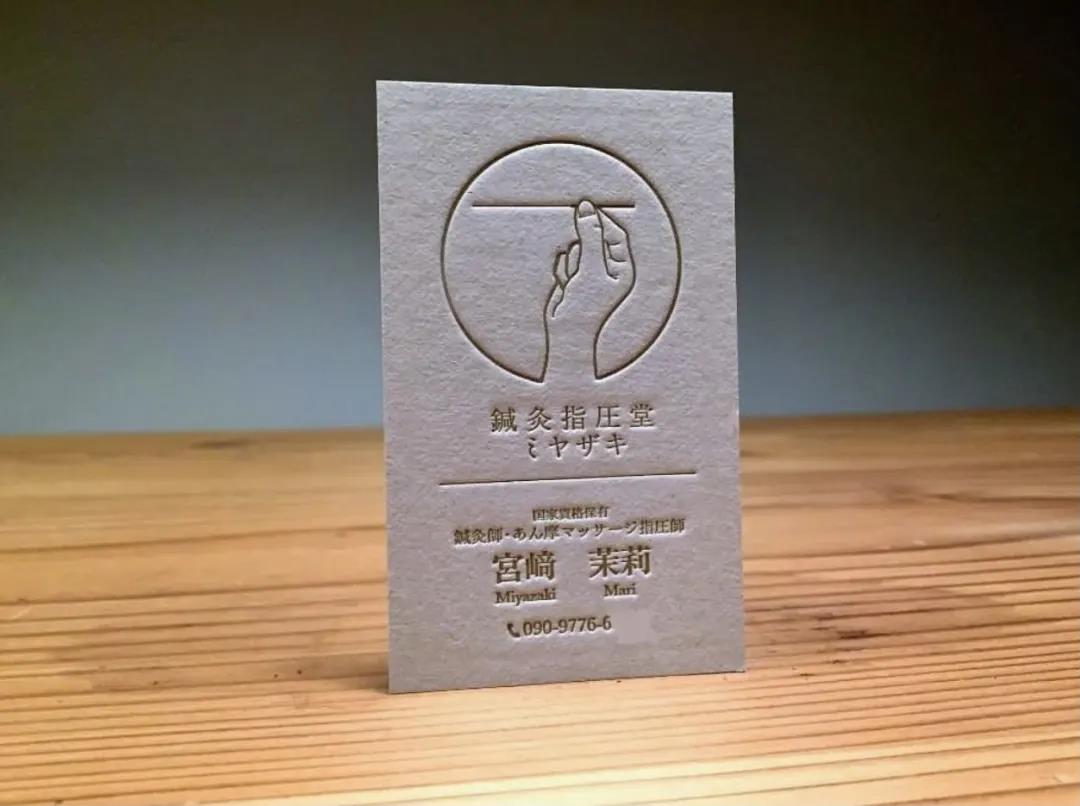 鍼灸指圧堂
ミヤザキ
国家資格保有
鍼灸師・あん摩マッサージ指圧師
宮﨑 茉莉
Miyazaki Mari
090-9776-6